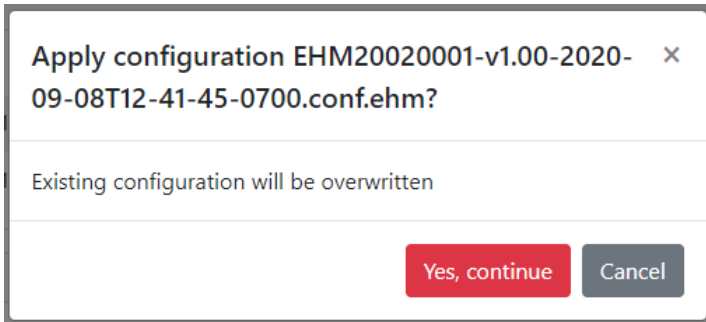 Apply configuration EHM20020001-v1.00-2020- ×
09-08T12-41-45-0700.conf.ehm?
Existing configuration will be overwritten
Yes, continue Cancel